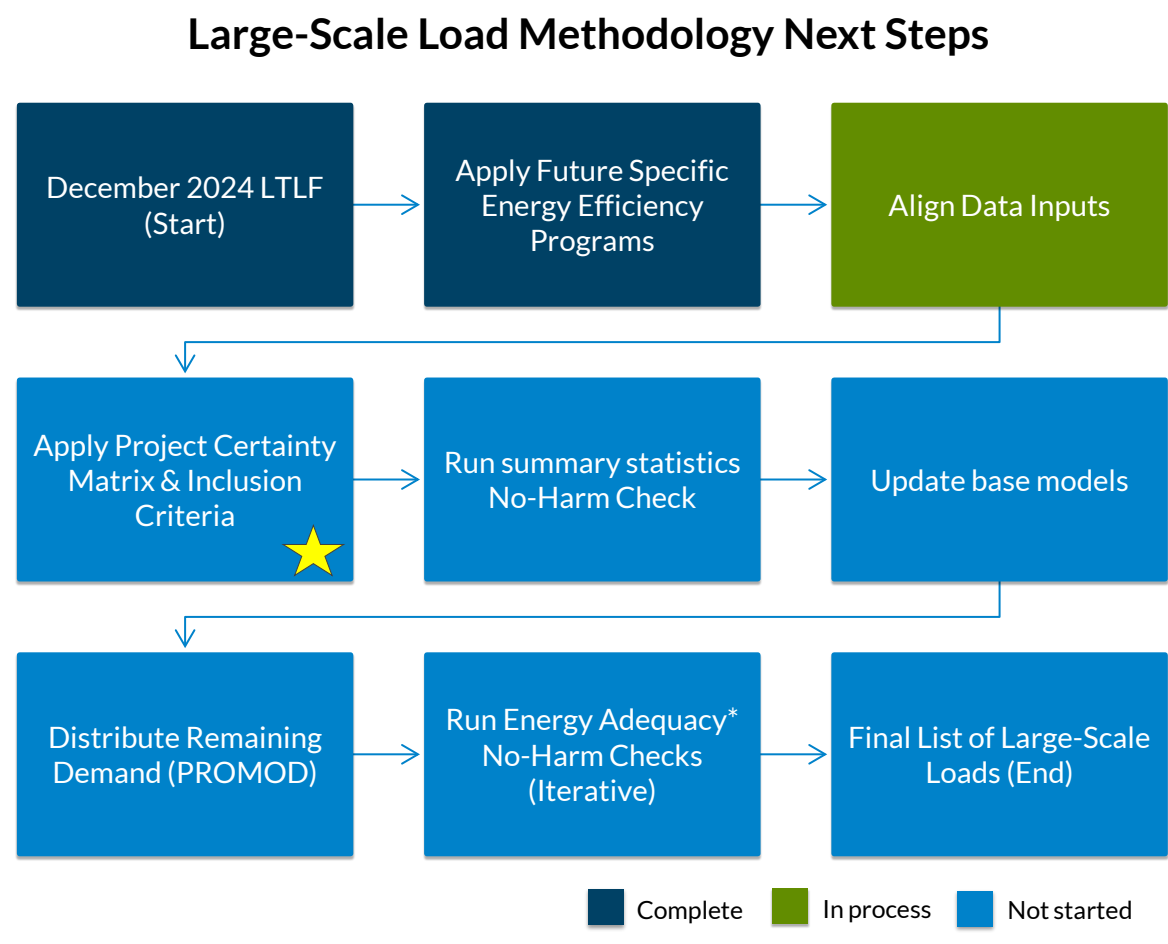 Large-Scale Load Methodology Next Steps
December 2024 LTLF
(Start)
Apply Future Specific
Energy Efficiency
Programs
Align Data Inputs
Apply Project Certainty
Matrix & Inclusion
Criteria
Run summary statistics
No-Harm Check
Update base models
Distribute Remaining
Demand (PROMOD)
Run Energy Adequacy*
No-Harm Checks
(Iterative)
Final List of Large-Scale
Loads (End)
Complete
In process
Not started